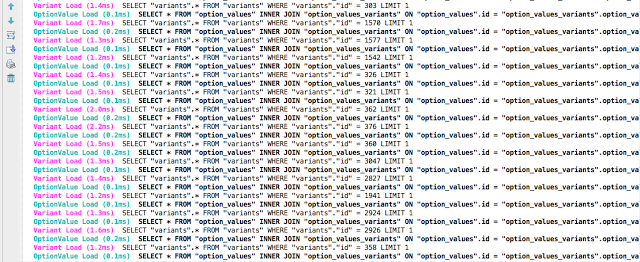 Variant Load (1.4ms) SELECT "variants".* FROM "variants" WHERE "variants"."id" = 303 LIMIT 1
OptionValue Load (0.1ms) SELECT * FROM "option_values" INNER JOIN "option_values_variants" ON "option_values".id = "option_values_variants".option_va
Variant Load (1.7ms) SELECT "variants".* FROM "variants" WHERE "variants"."id" = 1570 LIMIT 1
OptionValue Load (0.2ms) SELECT * FROM "option_values" INNER JOIN "option_values_variants" ON "option_values".id = "option_values_variants".option_va
Variant Load (1.3ms) SELECT "variants".* FROM "variants" WHERE "variants"."id" = 1577 LIMIT 1
OptionValue Load (0.1ms) SELECT * FROM "option_values" INNER JOIN "option_values_variants" ON "option_values".id = "option_values_variants".option_va
Variant Load (1.2ms) SELECT "variants".* FROM "variants" WHERE "variants"."id" = 1542 LIMIT 1
OptionValue Load (0.1ms) SELECT * FROM "option_values" INNER JOIN "option_values_variants" ON "option_values".id = "option_values_variants".option_va
Variant Load (1.4ms) SELECT "variants".* FROM "variants" WHERE "variants"."id" = 326 LIMIT 1
OptionValue Load (0.1ms) SELECT * FROM "option_values" INNER JOIN "option_values_variants" ON "option_values".id = "option_values_variants".option_va
Variant Load (1.5ms) SELECT "variants".* FROM "variants" WHERE "variants"."id" = 321 LIMIT 1
OptionValue Load (0.1ms) SELECT * FROM "option_values" INNER JOIN "option_values_variants" ON "option_values".id = "option_values_variants".option_va
Variant Load (2.0ms) SELECT "variants".* FROM "variants" WHERE "variants"."id" = 362 LIMIT 1
OptionValue Load (0.2ms) SELECT * FROM "option_values" INNER JOIN "option_values_variants" ON "option_values".id = "option_values_variants".option_va
Variant Load (2.2ms) SELECT "variants".* FROM "variants" WHERE "variants"."id" = 376 LIMIT 1
OptionValue Load (0.2ms) SELECT * FROM "option_values" INNER JOIN "option_values_variants" ON "option_values".id = "option_values_variants".option_va
Variant Load (1.5ms) SELECT "variants".* FROM "variants" WHERE "variants"."id" = 360 LIMIT 1
OptionValue Load (0.2ms) SELECT * FROM "option_values" INNER JOIN "option_values_variants" ON "option_values".id = "option_values_variants".option_va
Variant Load (1.3ms) SELECT "variants".* FROM "variants" WHERE "variants"."id" = 3047 LIMIT 1
OptionValue Load (0.1ms) SELECT * FROM "option_values" INNER JOIN "option_values_variants" ON "option_values".id = "option_values_variants".option_va
Variant Load (1.4ms) SELECT "variants".* FROM "variants" WHERE "variants"."id" = 2027 LIMIT 1
OptionValue Load (0.1ms) SELECT * FROM "option_values" INNER JOIN "option_values_variants" ON "option_values".id = "option_values_variants".option_va
Variant Load (1.2ms) SELECT "variants".* FROM "variants" WHERE "variants"."id" = 1941 LIMIT 1
OptionValue Load (0.1ms) SELECT * FROM "option_values" INNER JOIN "option_values_variants" ON "option_values".id = "option_values_variants".option_va
Variant Load (1.3ms) SELECT "variants".* FROM "variants" WHERE "variants"."id" = 2924 LIMIT 1
OptionValue Load (0.1ms) SELECT * FROM "option_values" INNER JOIN "option_values_variants" ON "option_values".id = "option_values_variants".option_va
Variant Load (1.6ms) SELECT "variants".* FROM "variants" WHERE "variants"."id" = 2926 LIMIT 1
OptionValue Load (0.2ms) SELECT * FROM "option_values" INNER JOIN "option_values_variants" ON "option_values".id = "option_values_variants".option_va
Variant Load (1.2ms) SELECT "variants".* FROM "variants" WHERE "variants"."id" = 358 LIMIT 1
OptionValue Load (0.1ms) SELECT * FROM "option_values" INNER JOIN "option_values_variants" ON "option_values".id = "option_values_variants".option_va